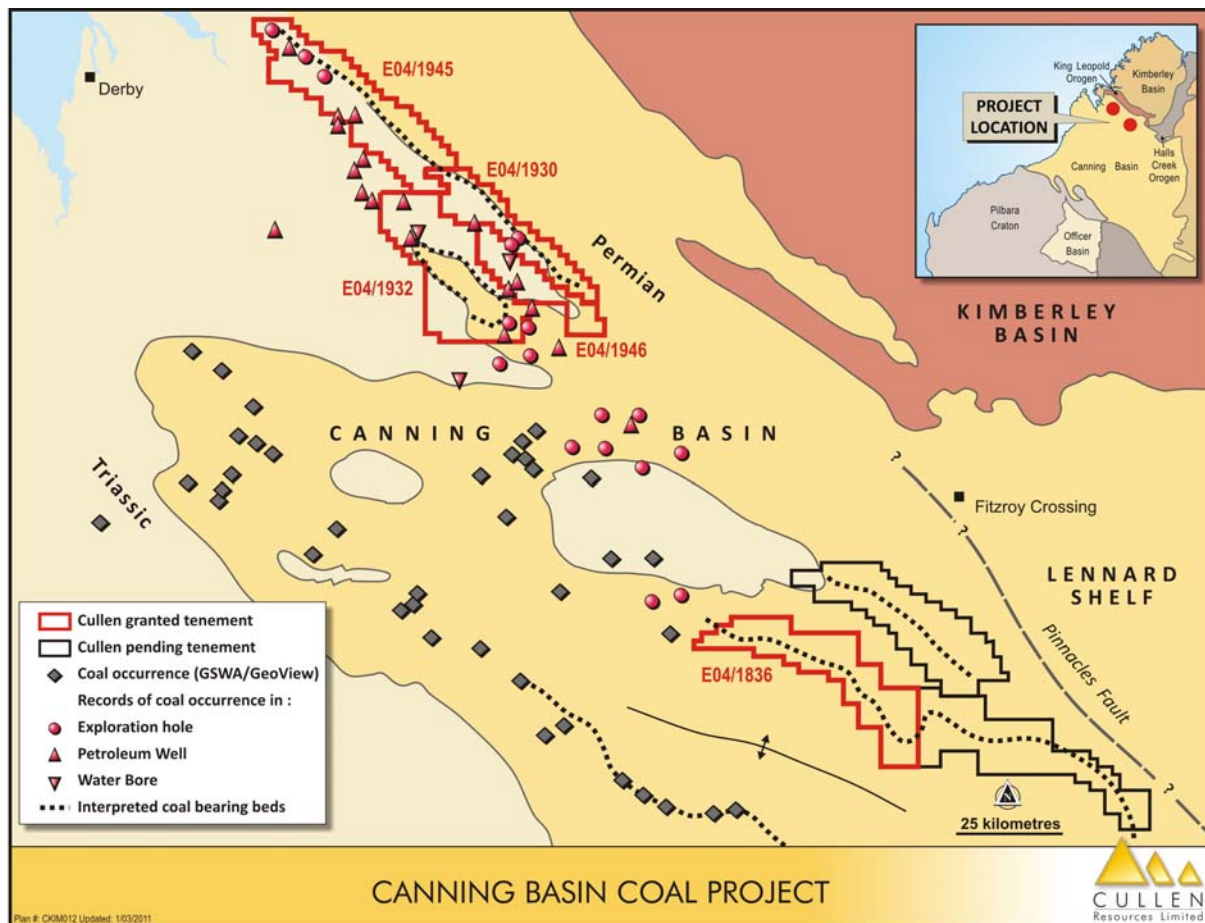 Derby
E04/1945
E04/1930
Permian
E04/1932
E04/1946
King Leopold
Orogen
Kimberley
Basin
PROJECT
LOCATION
Canning Basin
Halls
Creek
Orogen
Pilbara
Craton
Officer
Basin
KIMBERLEY
BASIN
CANNING BASIN
Triassic
?
Fitzroy Crossing
?
LENNARD
SHELF
Pinnacles Fault
E04/1836
?
Cullen granted tenement
Cullen pending tenement
Coal occurrence (GSWA/GeoView)
Records of coal occurrence in :
Exploration hole
Petroleum Well
Water Bore
Interpreted coal bearing beds
N
25 kilometres
CANNING BASIN COAL PROJECT
CULLEN
Resources Limited
Plan #: CKIM012 Updated: 1/03/2011